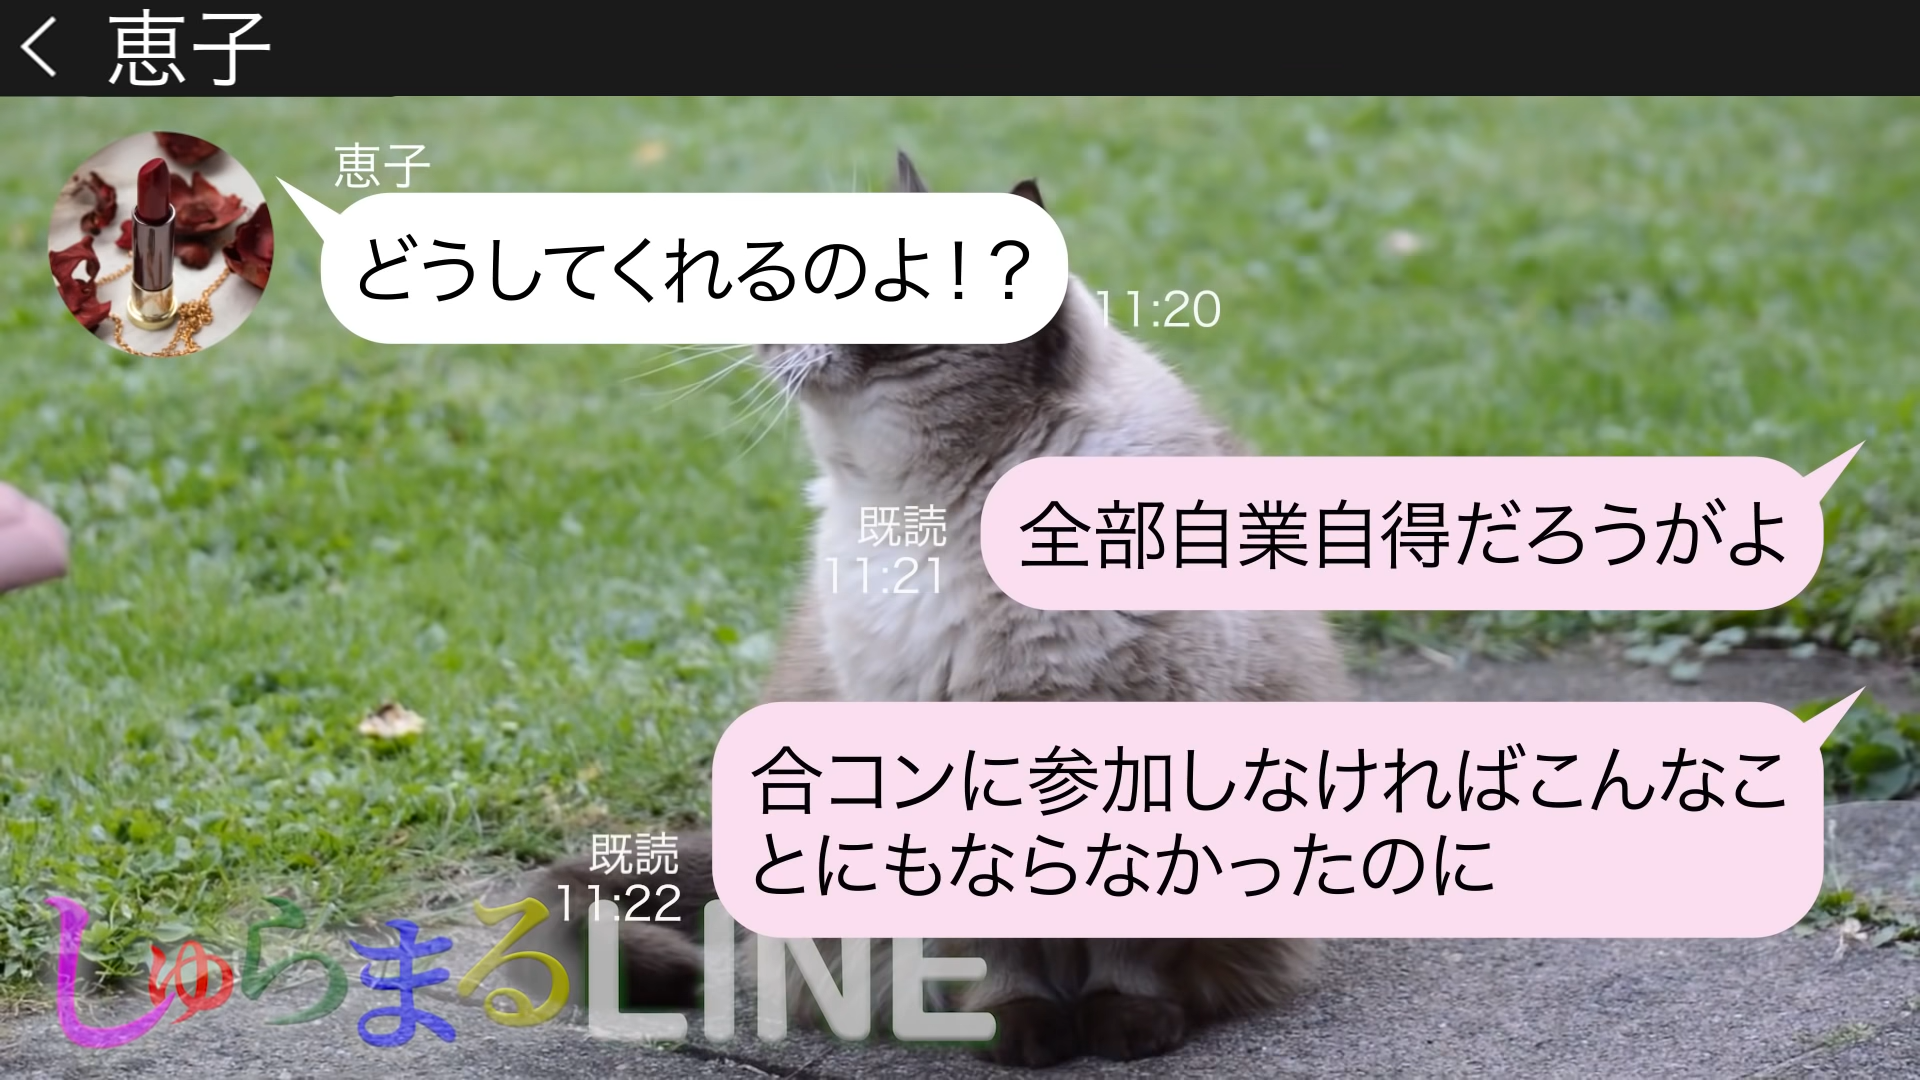 恵子
恵子
どうしてくれるのよ！？
11:20
全部自業自得だろうがよ
既読
11:21
合コンに参加しなければこんなこ
とにもならなかったのに
既読
11:22
しゅらまるLINE